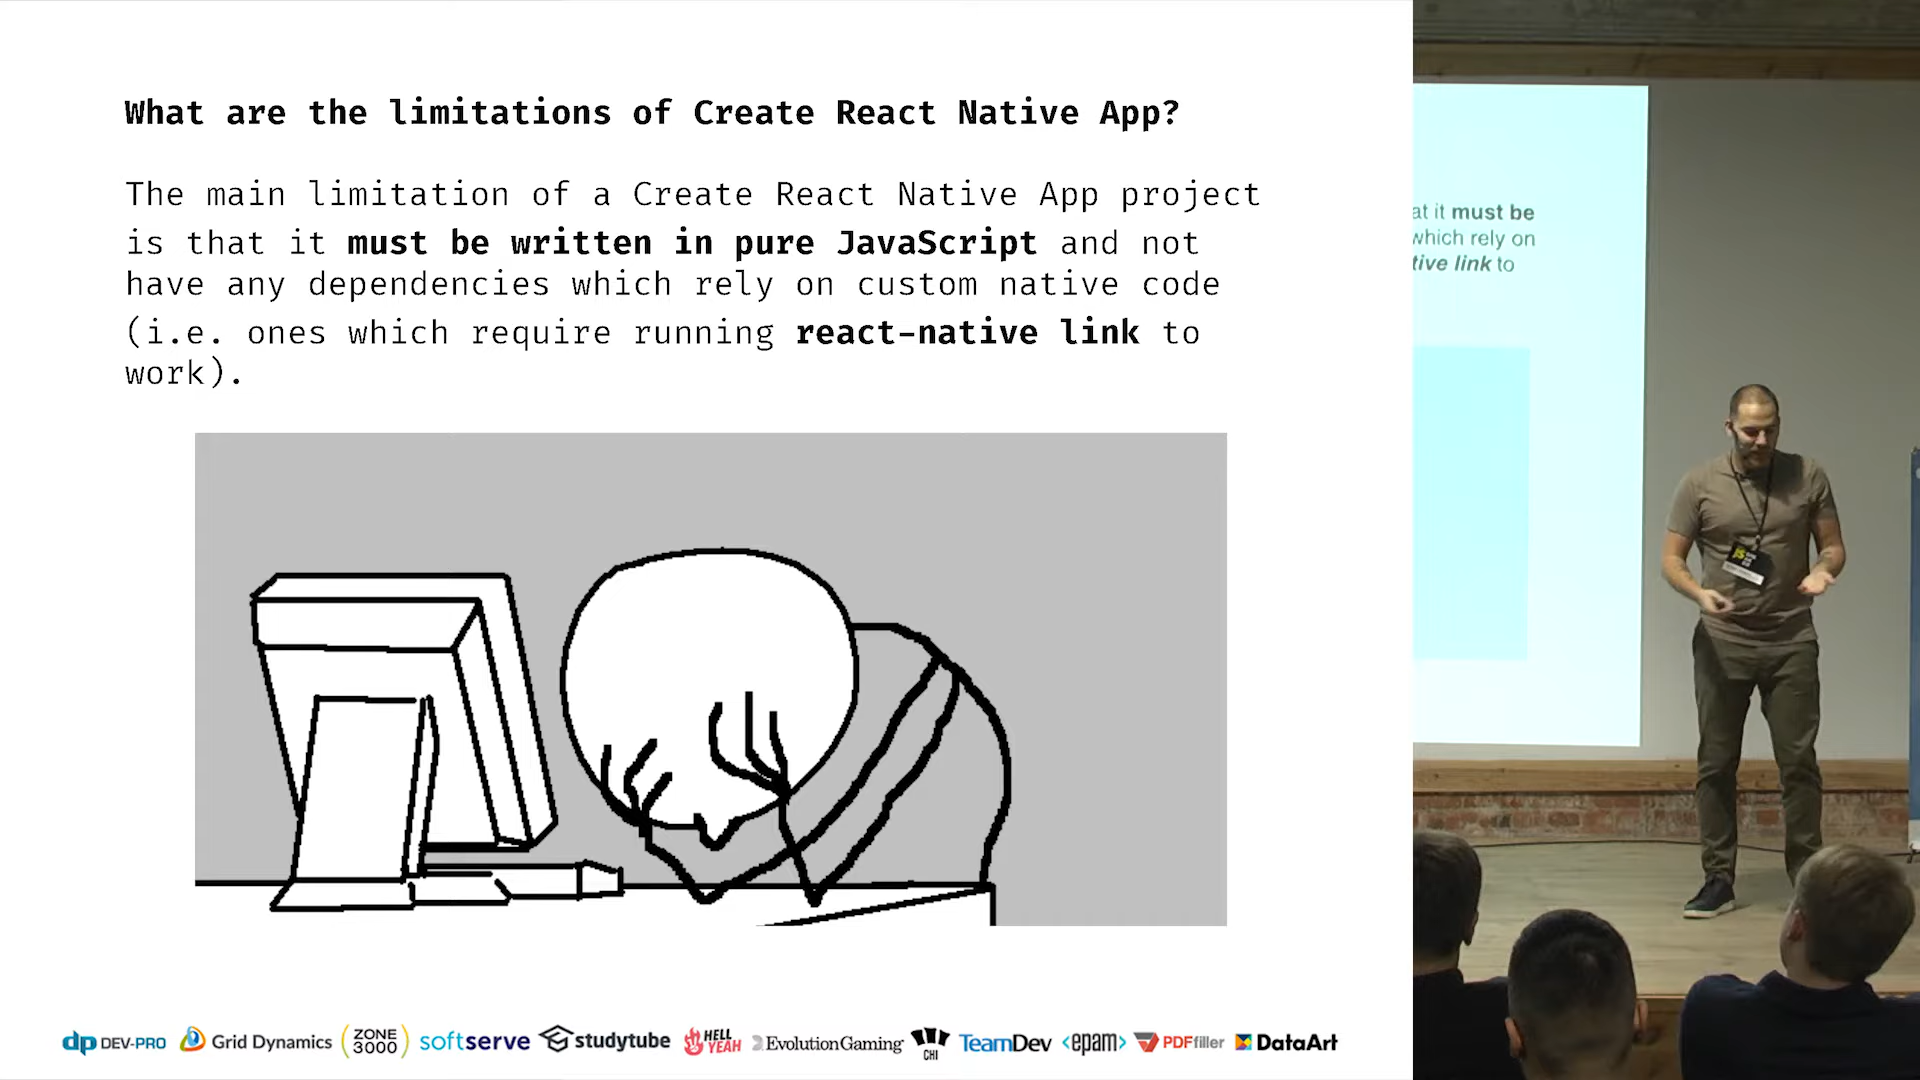 What are the limitations of Create React Native App?
The main limitation of a Create React Native App project
is that it must be written in pure JavaScript and not
have any dependencies which rely on custom native code
(i.e. ones which require running react-native link to
work).
at it must be
which rely on
tive link to
JS
dp DEV-PRO
Grid Dynamics
ZONE
3000
softserve
studytube
HELL
YEAH
EvolutionGaming
CHI
TeamDev
<epam>
PDFfiller
DataArt